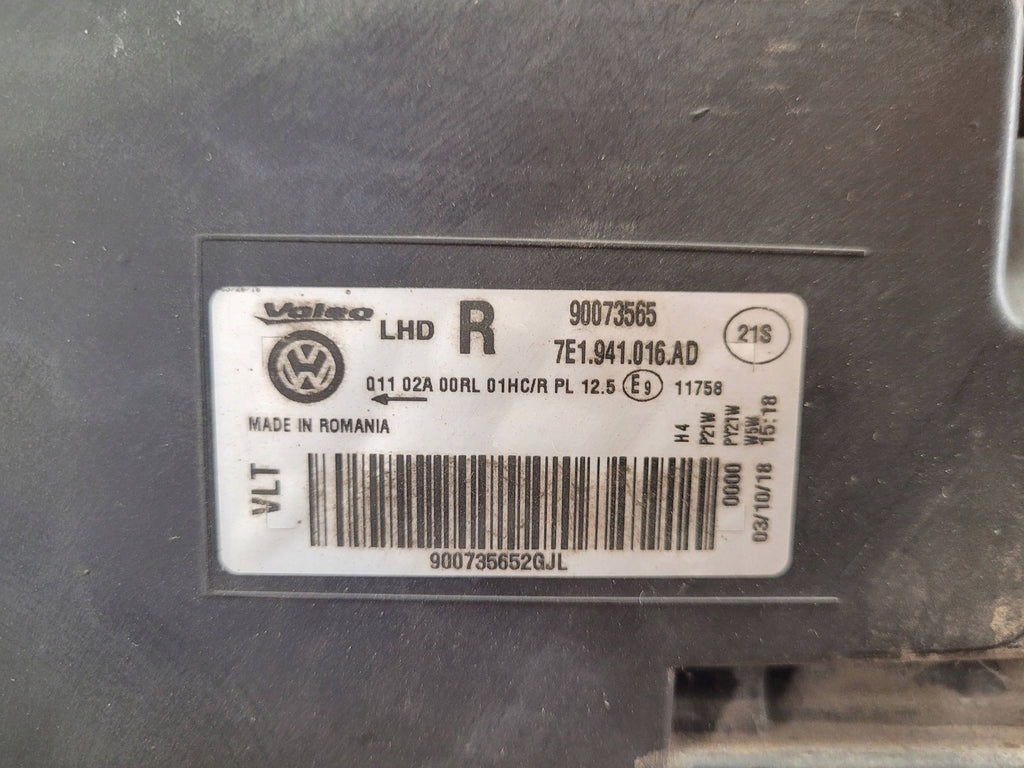 Valeo
LHD R 90073565
7E1.941.016.AD
21S
011 02A 00RL 01HC/R PL 12.5 E9 11758
MADE IN ROMANIA
H4
P21W
PY21W
W5W
15:18
VLT
0000
03/10/18
900735652GJL